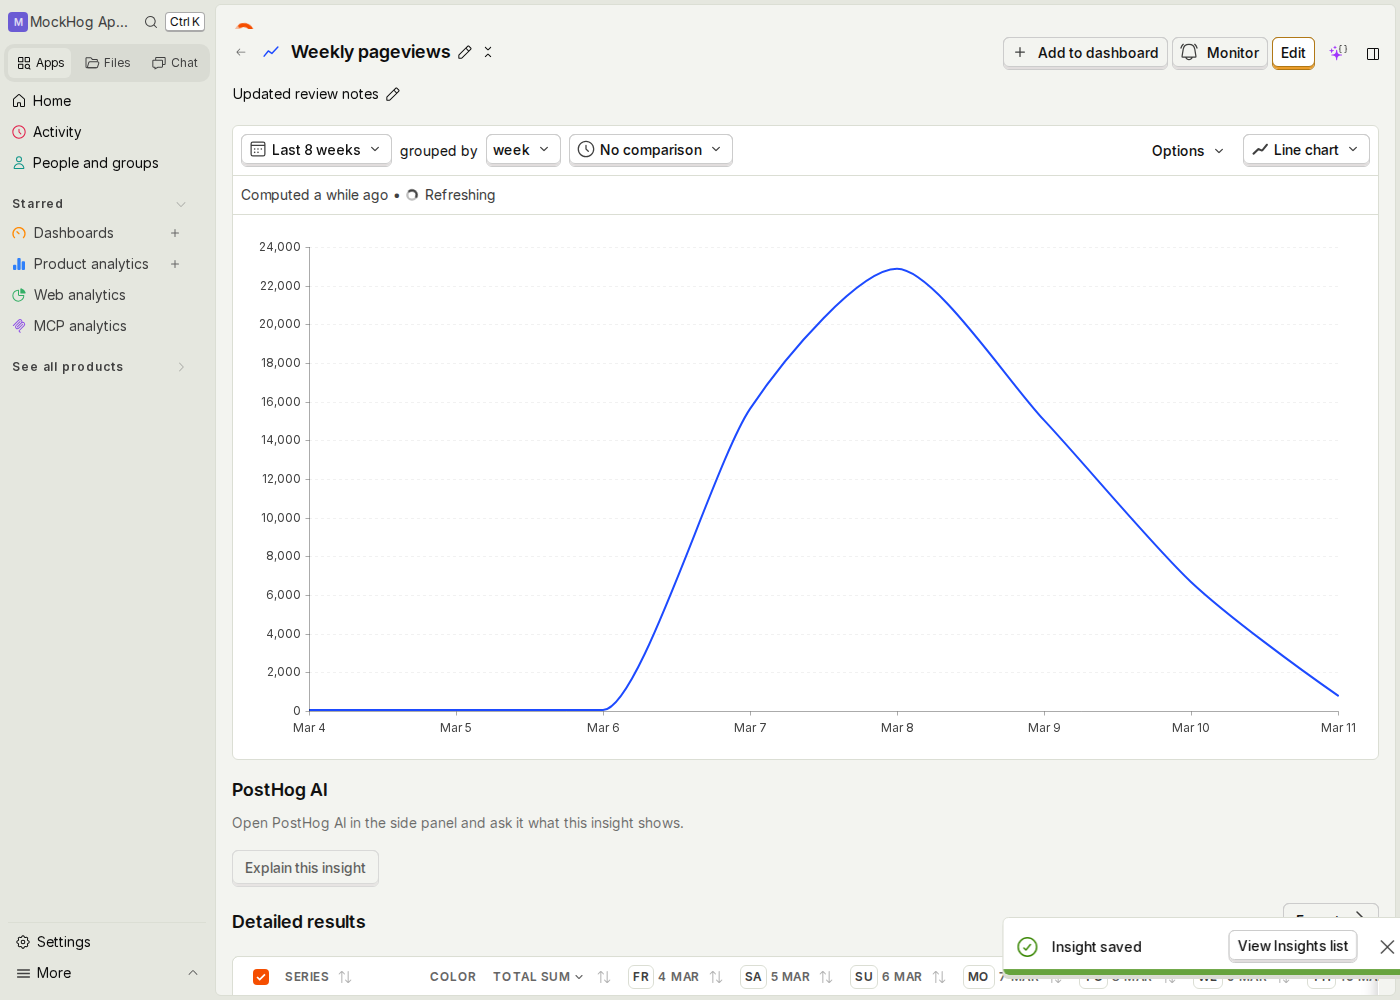 M MockHog Ap... Ctrl K
Apps Files Chat
Home
Activity
People and groups
Starred
Dashboards
Product analytics
Web analytics
MCP analytics
See all products
Settings
More
Weekly pageviews
Add to dashboard Monitor Edit
Updated review notes
Last 8 weeks grouped by week No comparison Options Line chart
Computed a while ago • Refreshing
24,000
22,000
20,000
18,000
16,000
14,000
12,000
10,000
8,000
6,000
4,000
2,000
0
Mar 4 Mar 5 Mar 6 Mar 7 Mar 8 Mar 9 Mar 10 Mar 11
PostHog AI
Open PostHog AI in the side panel and ask it what this insight shows.
Explain this insight
Detailed results
Insight saved View Insights list
SERIES COLOR TOTAL SUM FR 4 MAR SA 5 MAR SU 6 MAR MO